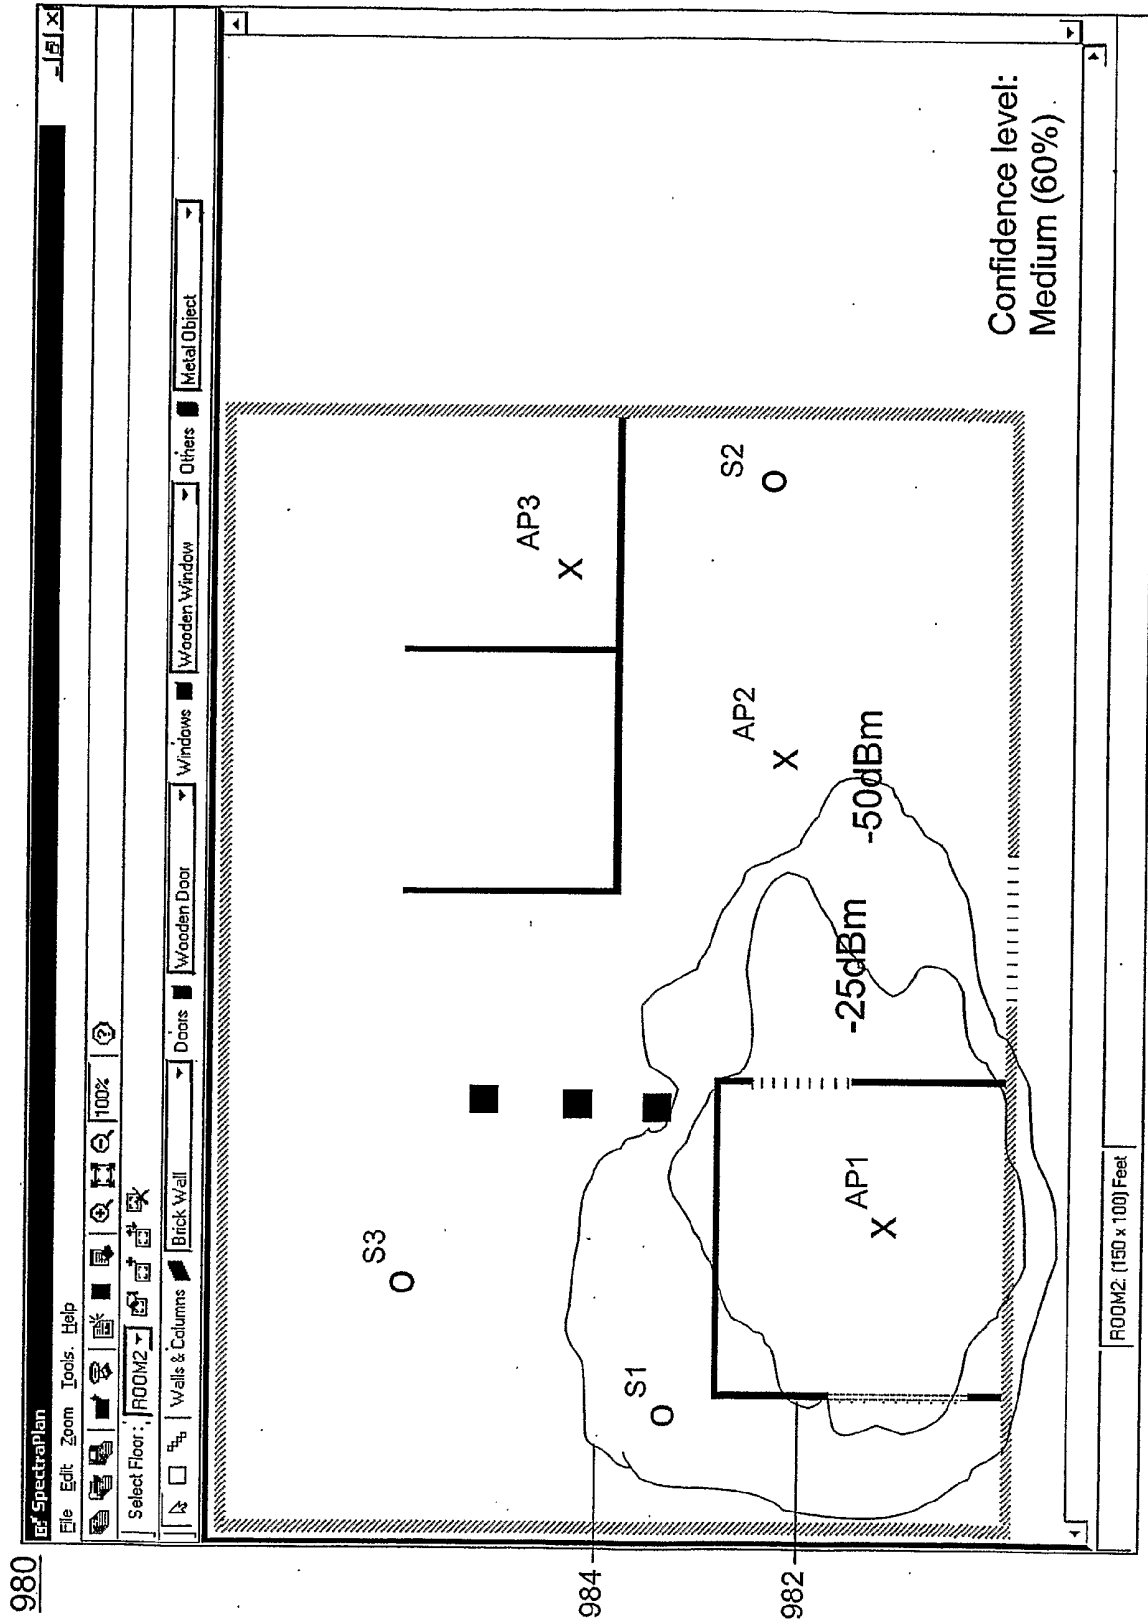 980
SpectraPlan
File Edit Zoom Tools. Help
100%
Select Floor: ROOM2
Walls & Columns Brick Wall Doors Wooden Door Windows Wooden Window Others Metal Object
S3
AP3
S1
S2
AP2
984
982
AP1
-25dBm
-50dBm
Confidence level:
Medium (60%)
ROOM2: (150 x 100) Feet